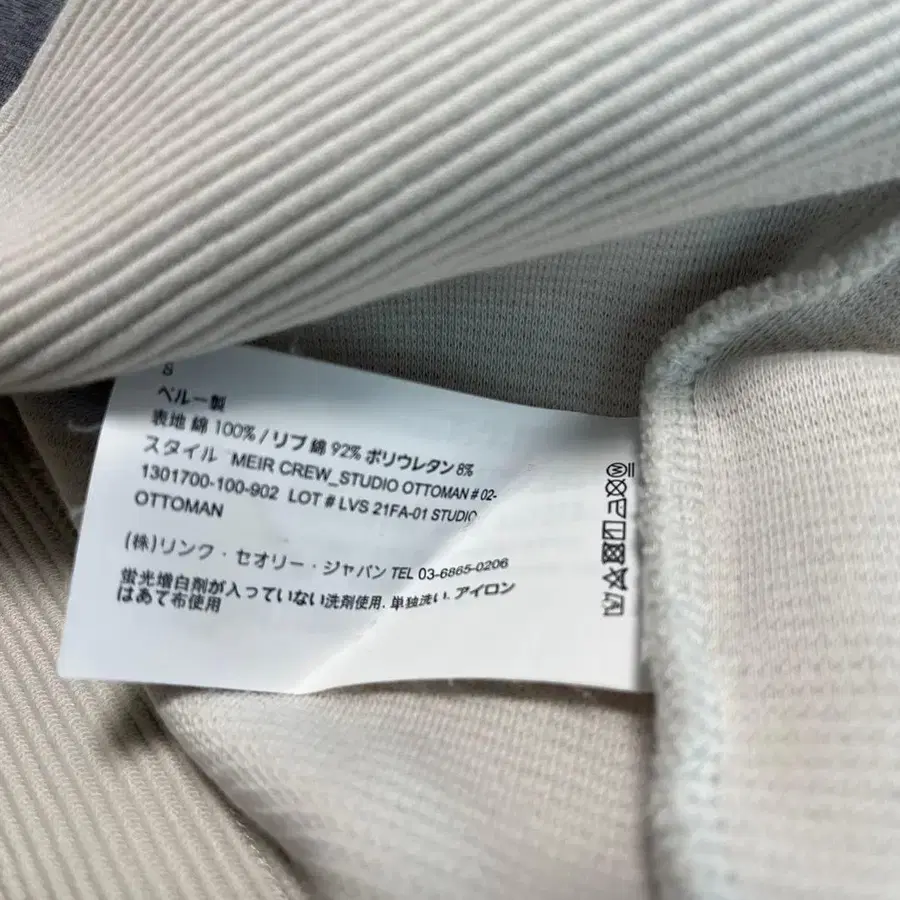 S
ペルー製
表地 綿 100% / リブ 綿 92% ポリウレタン 8%
スタイル MEIR CREW_STUDIO OTTOMAN # 02-
1301700-100-902 LOT # LVS 21FA-01 STUDIO
OTTOMAN
(株)リンク・セオリー・ジャパン TEL 03-6865-0206
蛍光増白剤が入っていない洗剤使用. 単独洗い. アイロン
はあて布使用